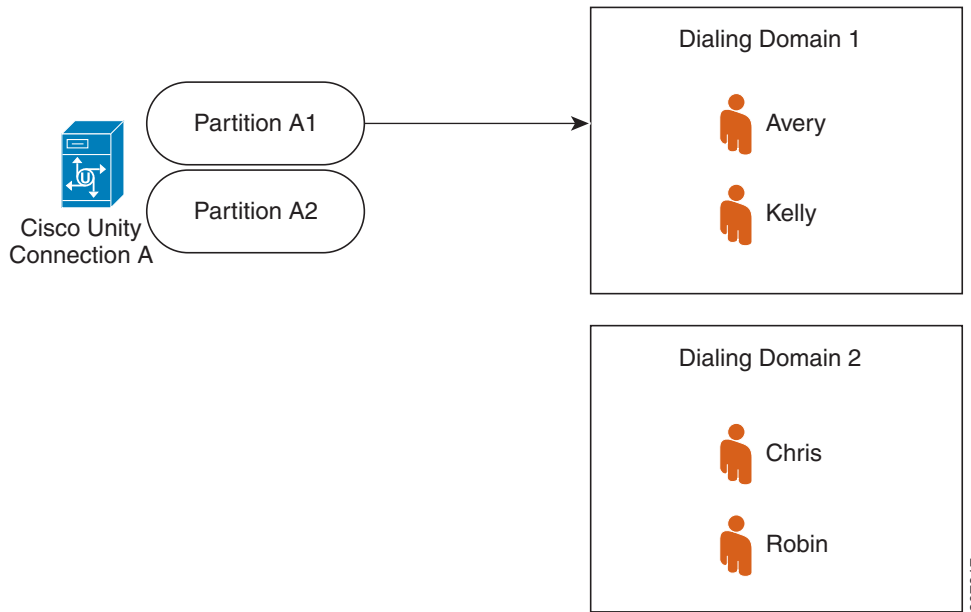 Dialing Domain 1
Partition A1
Avery
Partition A2
Kelly
Cisco Unity
Connection A
U
Dialing Domain 2
Chris
Robin